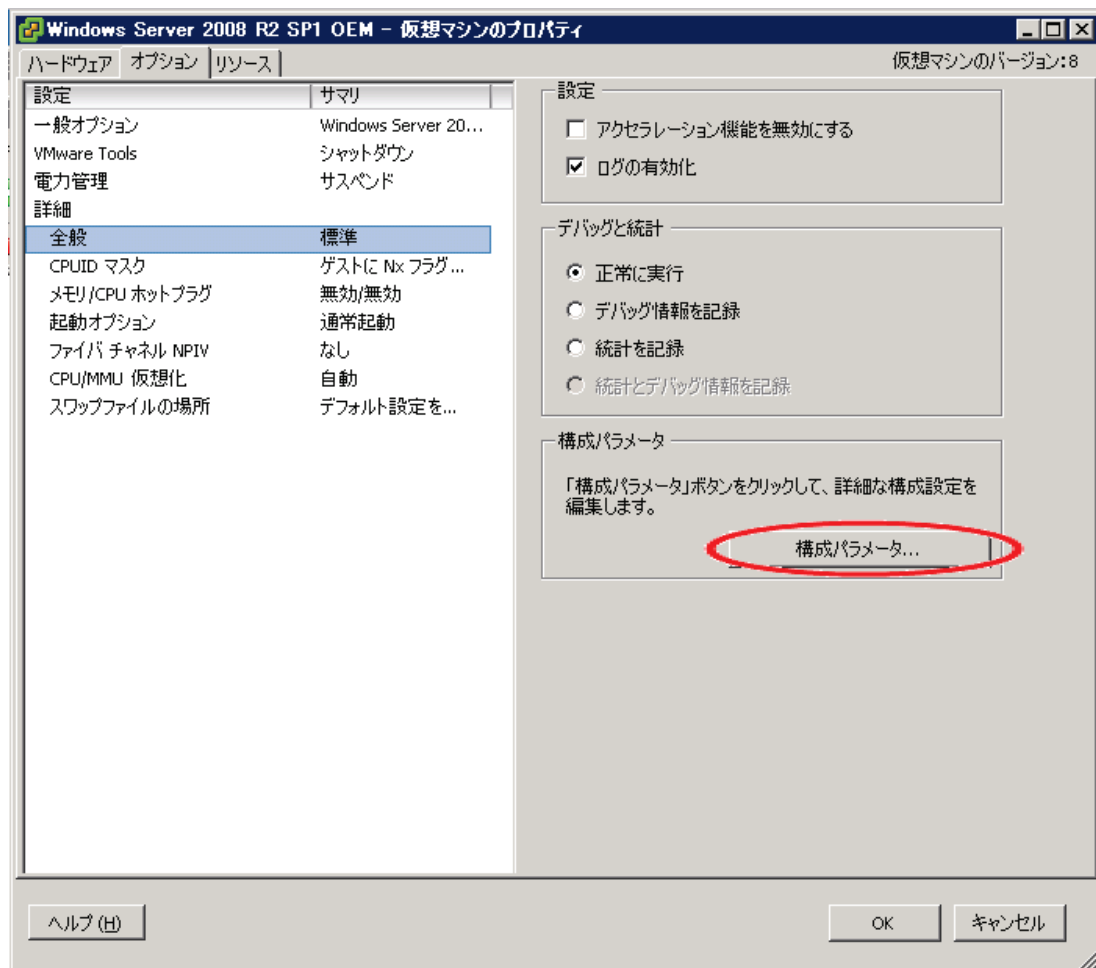 Windows Server 2008 R2 SP1 OEM - 仮想マシンのプロパティ
ハードウェア オプション リソース 仮想マシンのバージョン:8
設定 サマリ
一般オプション Windows Server 20...
VMware Tools シャットダウン
電力管理 サスペンド
詳細
全般 標準
CPUID マスク ゲストに Nx フラグ...
メモリ/CPU ホットプラグ 無効/無効
起動オプション 通常起動
ファイバ チャネル NPIV なし
CPU/MMU 仮想化 自動
スワップファイルの場所 デフォルト設定を...
設定
アクセラレーション機能を無効にする
ログの有効化
デバッグと統計
正常に実行
デバッグ情報を記録
統計を記録
統計とデバッグ情報を記録
構成パラメータ
「構成パラメータ」ボタンをクリックして、詳細な構成設定を
編集します。
構成パラメータ...
ヘルプ(H) OK キャンセル